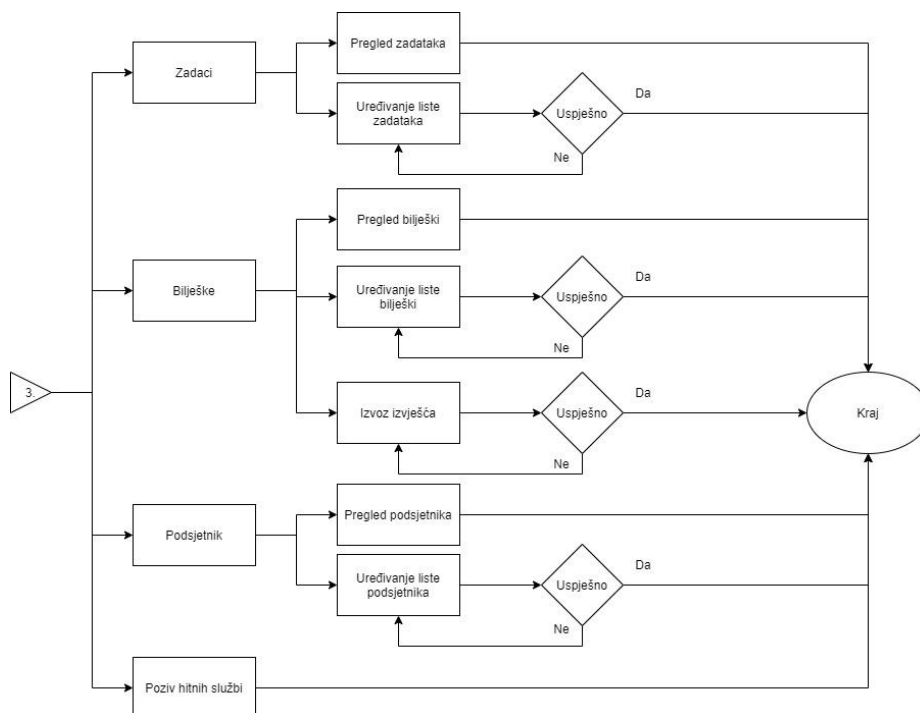 Pregled zadataka
Zadaci
Uređivanje liste
zadataka
Uspješno
Da
Ne
Pregled bilješki
Bilješke
Uređivanje liste
bilješki
Uspješno
Da
Ne
3.
Izvoz izvješća
Uspješno
Da
Ne
Kraj
Pregled podsjetnika
Podsjetnik
Uređivanje liste
podsjetnika
Uspješno
Da
Ne
Poziv hitnih službi